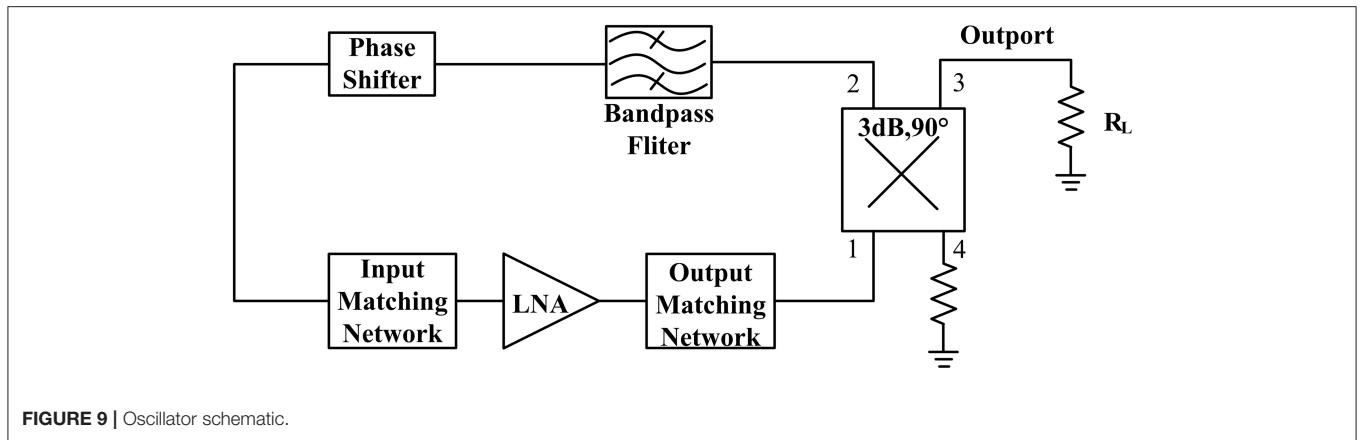 Phase
Shifter
Bandpass
Fliter
Outport
2
3
3dB,90°
R_L
1
4
Input
Matching
Network
LNA
Output
Matching
Network
FIGURE 9 | Oscillator schematic.